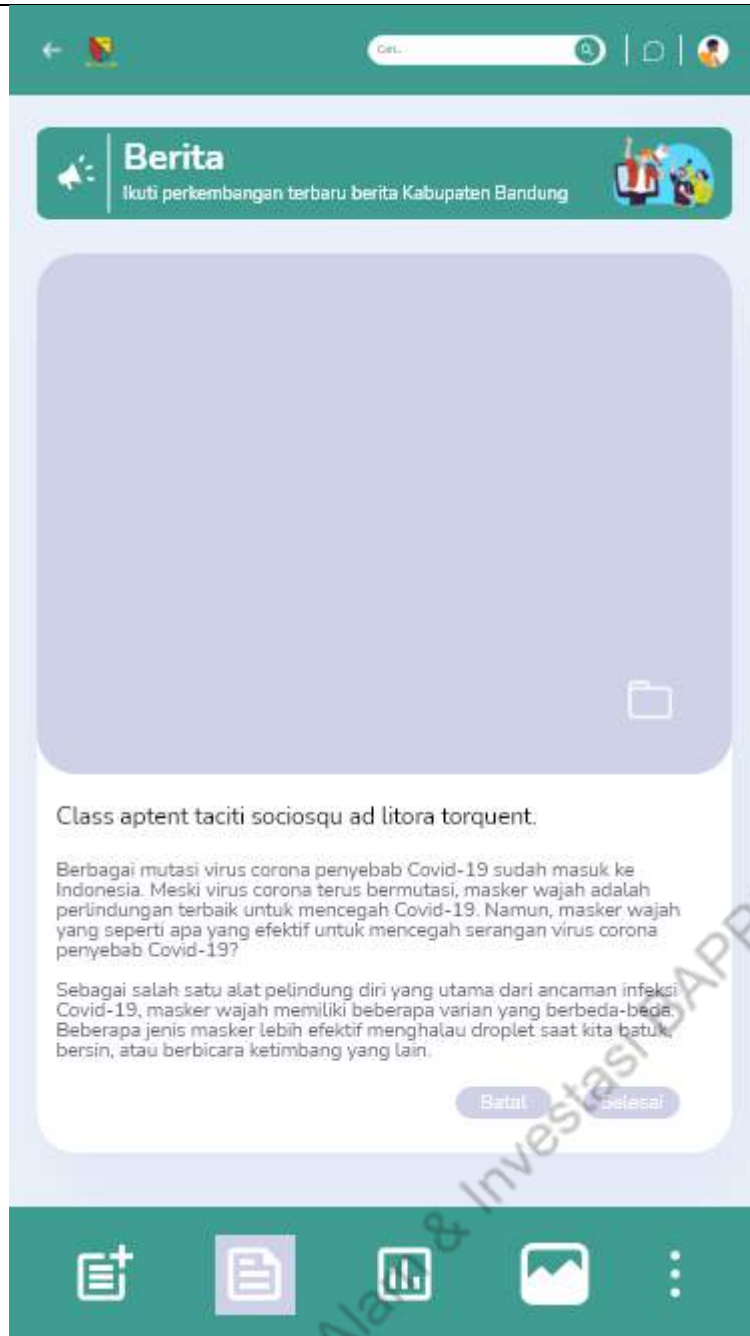 Cari..
Berita
Ikuti perkembangan terbaru berita Kabupaten Bandung
Class aptent taciti sociosqu ad litora torquent.
Berbagai mutasi virus corona penyebab Covid-19 sudah masuk ke
Indonesia. Meski virus corona terus bermutasi, masker wajah adalah
perlindungan terbaik untuk mencegah Covid-19. Namun, masker wajah
yang seperti apa yang efektif untuk mencegah serangan virus corona
penyebab Covid-19?
Sebagai salah satu alat pelindung diri yang utama dari ancaman infeksi
Covid-19, masker wajah memiliki beberapa varian yang berbeda-beda.
Beberapa jenis masker lebih efektif menghalau droplet saat kita batuk,
bersin, atau berbicara ketimbang yang lain.
Batal
Selesai
Alam & Investasi BAPP